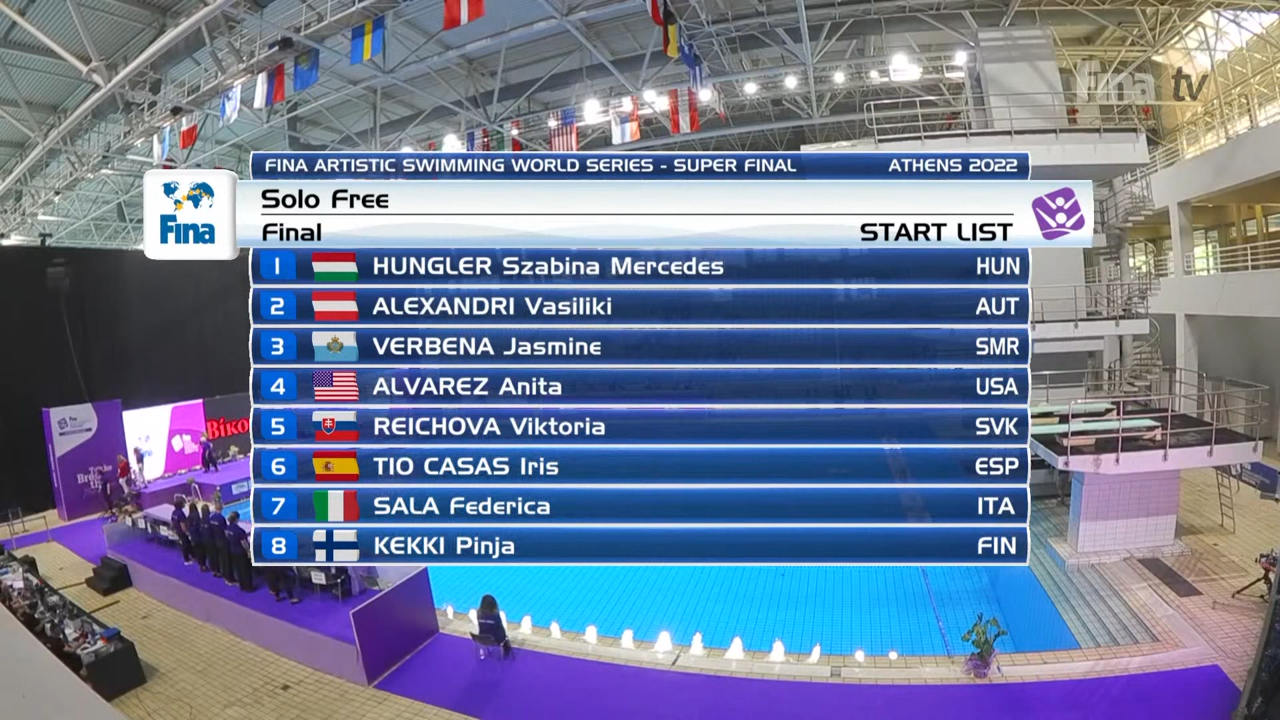 fina tv
FINA ARTISTIC SWIMMING WORLD SERIES - SUPER FINAL ATHENS 2022
Fina
Solo Free
Final START LIST
1 HUNGLER Szabina Mercedes HUN
2 ALEXANDRI Vasiliki AUT
3 VERBENA Jasmine SMR
4 ALVAREZ Anita USA
5 REICHOVA Viktoria SVK
6 TIO CASAS Iris ESP
7 SALA Federica ITA
8 KEKKI Pinja FIN
Biko